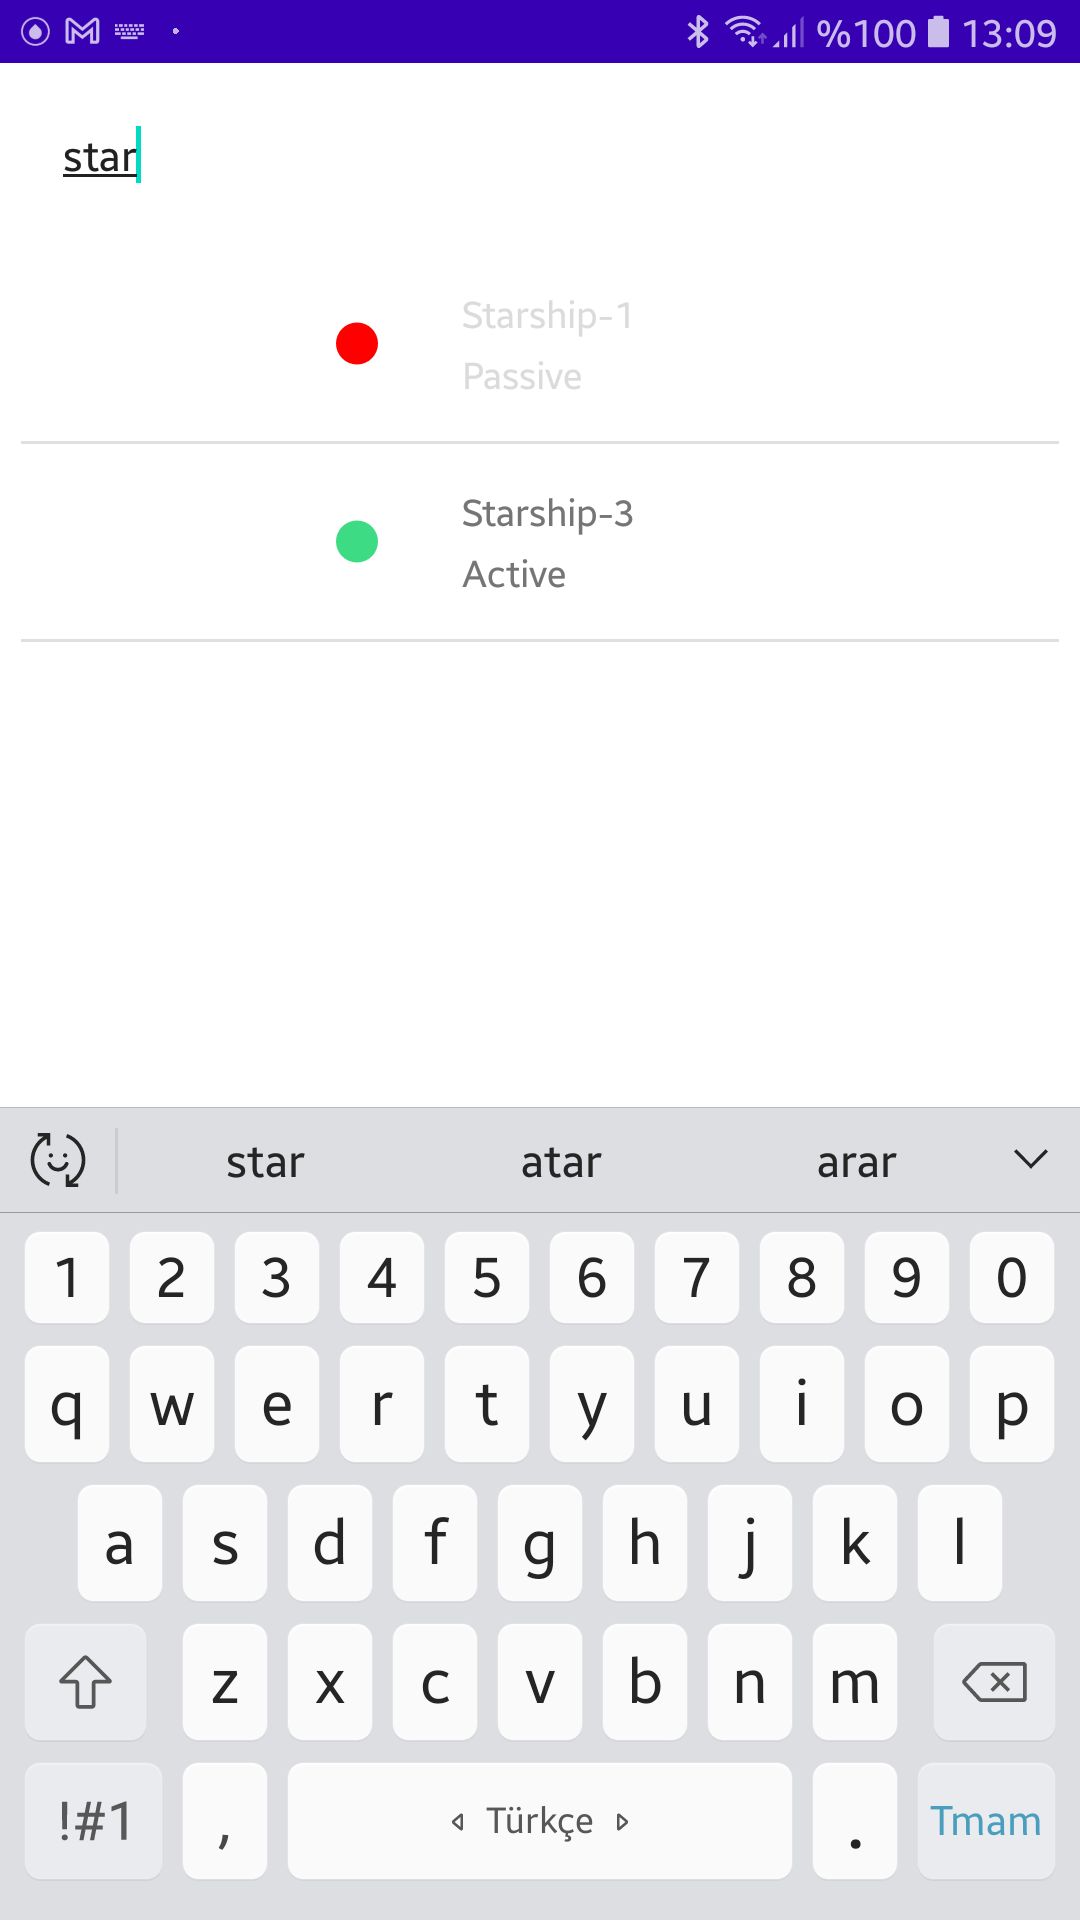 %100 13:09
star
Starship-1
Passive
Starship-3
Active
star atar arar
1 2 3 4 5 6 7 8 9 0
q w e r t y u i o p
a s d f g h j k l
z x c v b n m
!#1 , Türkçe . Tmam